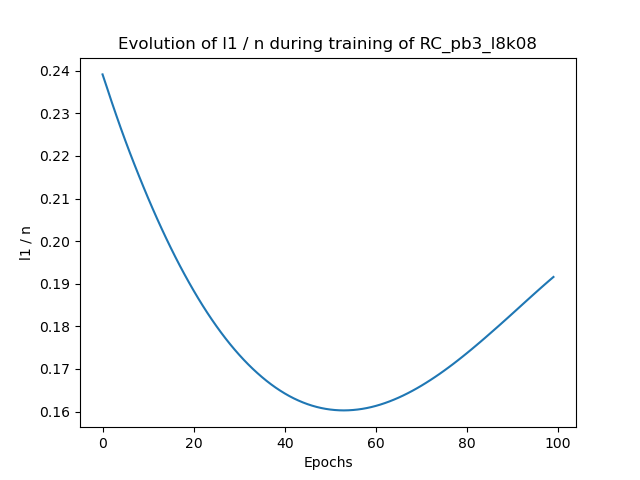 Evolution of l1 / n during training of RC_pb3_l8k08
0.24
0.23
0.22
0.21
0.20
0.19
0.18
0.17
0.16
l1 / n
0 20 40 60 80 100
Epochs